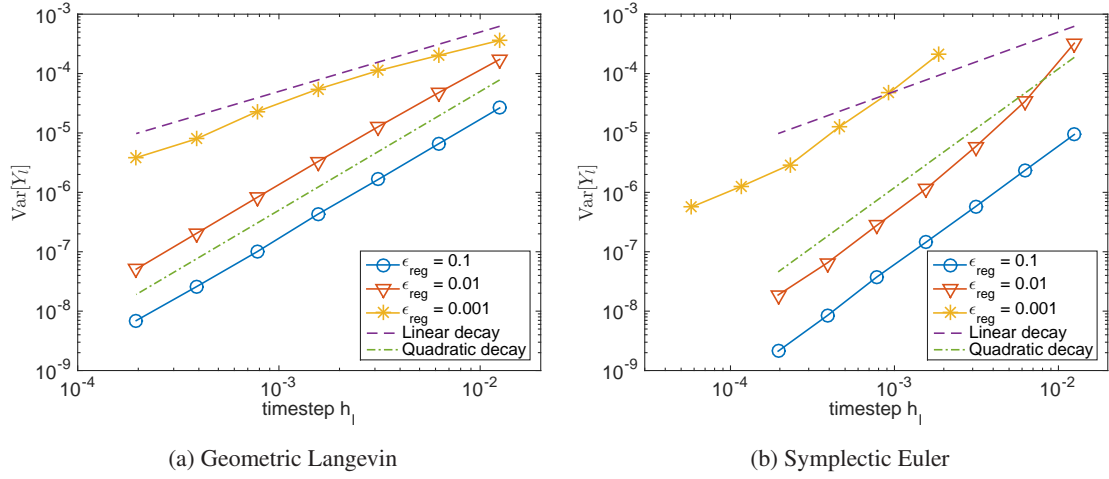 10^-3
10^-4
10^-5
10^-6
10^-7
10^-8
10^-9
Var[Y_l]
ϵ_reg = 0.1
ϵ_reg = 0.01
ϵ_reg = 0.001
Linear decay
Quadratic decay
10^-4
10^-3
10^-2
timestep h_l
(a) Geometric Langevin
10^-3
10^-4
10^-5
10^-6
10^-7
10^-8
10^-9
Var[Y_l]
ϵ_reg = 0.1
ϵ_reg = 0.01
ϵ_reg = 0.001
Linear decay
Quadratic decay
10^-4
10^-3
10^-2
timestep h_l
(b) Symplectic Euler